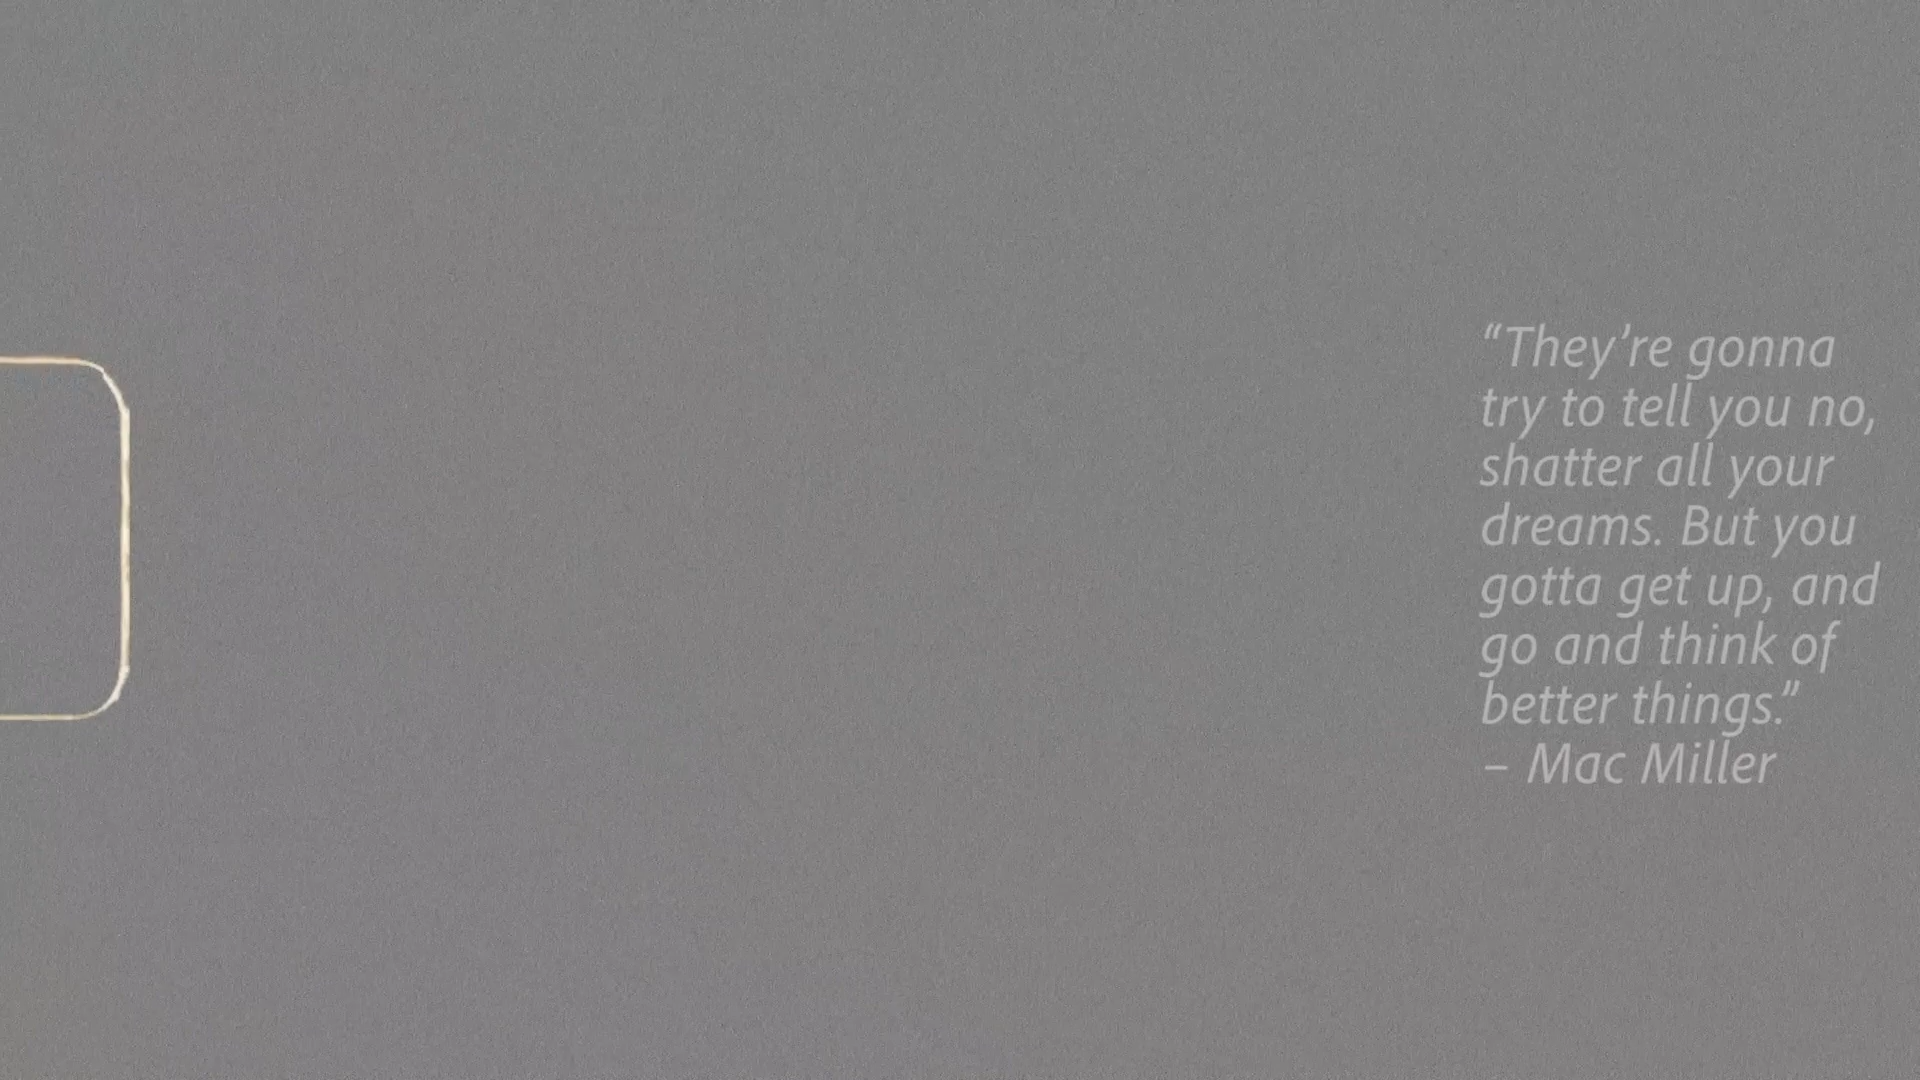 “They’re gonna
try to tell you no,
shatter all your
dreams. But you
gotta get up, and
go and think of
better things.”
– Mac Miller